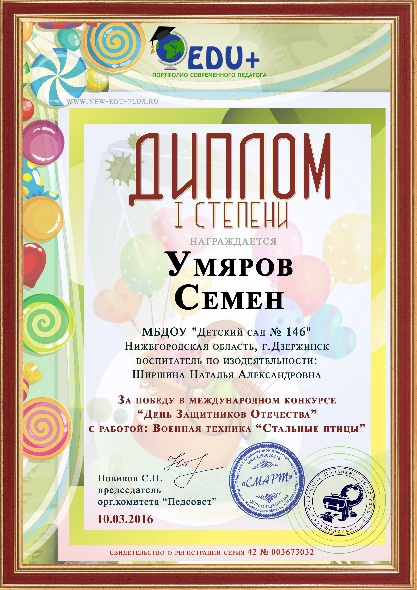 EDU+
ПОРТФОЛИО СОВРЕМЕННОГО ПЕДАГОГА
WWW.NEW-EDU-PLUS.RU
ДИПЛОМ
I СТЕПЕНИ
НАГРАЖДАЕТСЯ
УМЯРОВ
СЕМЕН
МБДОУ "ДЕТСКИЙ САД № 146"
НИЖЕГОРОДСКАЯ ОБЛАСТЬ, Г.ДЗЕРЖИНСК
ВОСПИТАТЕЛЬ ПО ИЗОДЕЯТЕЛЬНОСТИ:
ШИРШИНА НАТАЛЬЯ АЛЕКСАНДРОВНА
ЗА ПОБЕДУ В МЕЖДУНАРОДНОМ КОНКУРСЕ
"ДЕНЬ ЗАЩИТНИКОВ ОТЕЧЕСТВА"
С РАБОТОЙ: ВОЕННАЯ ТЕХНИКА "СТАЛЬНЫЕ ПТИЦЫ"
Новиков С.П.
председатель
орг.комитета "Педсовет"
10.03.2016
«СМАРТ»
СВИДЕТЕЛЬСТВО О РЕГИСТРАЦИИ СЕРИЯ 42 № 003673032